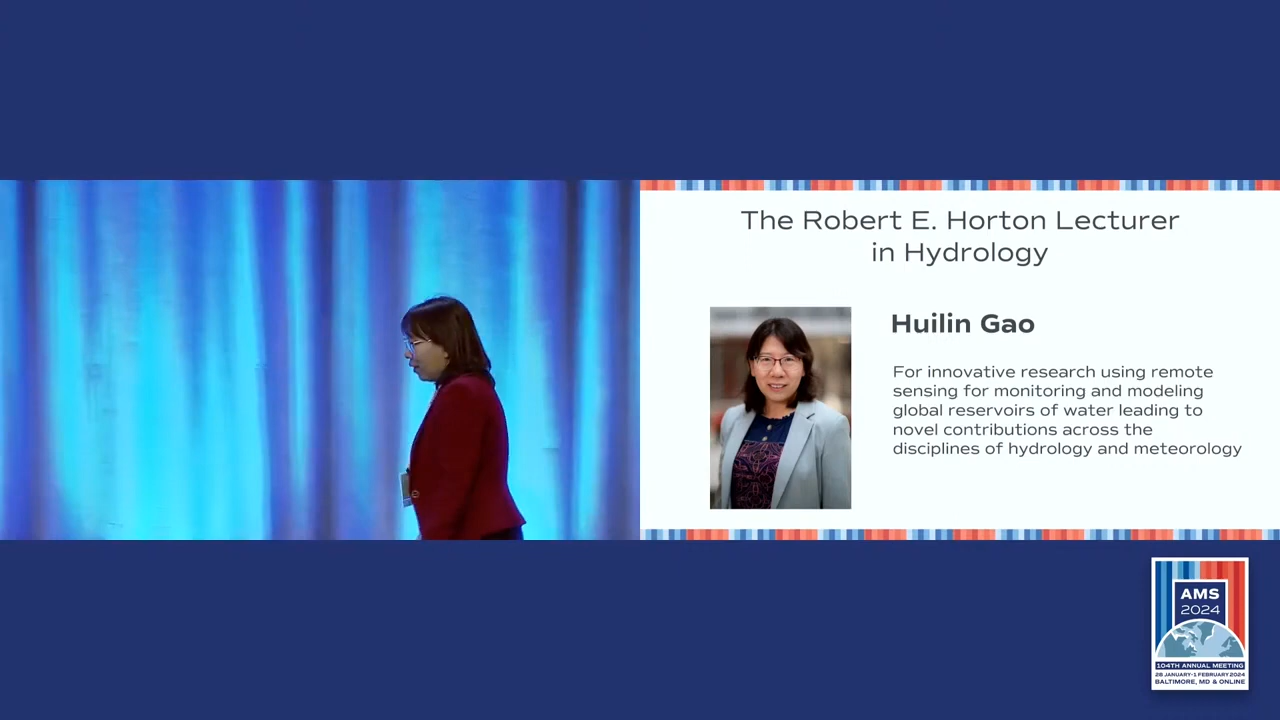 The Robert E. Horton Lecturer
in Hydrology
Huilin Gao
For innovative research using remote
sensing for monitoring and modeling
global reservoirs of water leading to
novel contributions across the
disciplines of hydrology and meteorology
AMS
2024
104TH ANNUAL MEETING
28 JANUARY-1 FEBRUARY 2024
BALTIMORE, MD & ONLINE